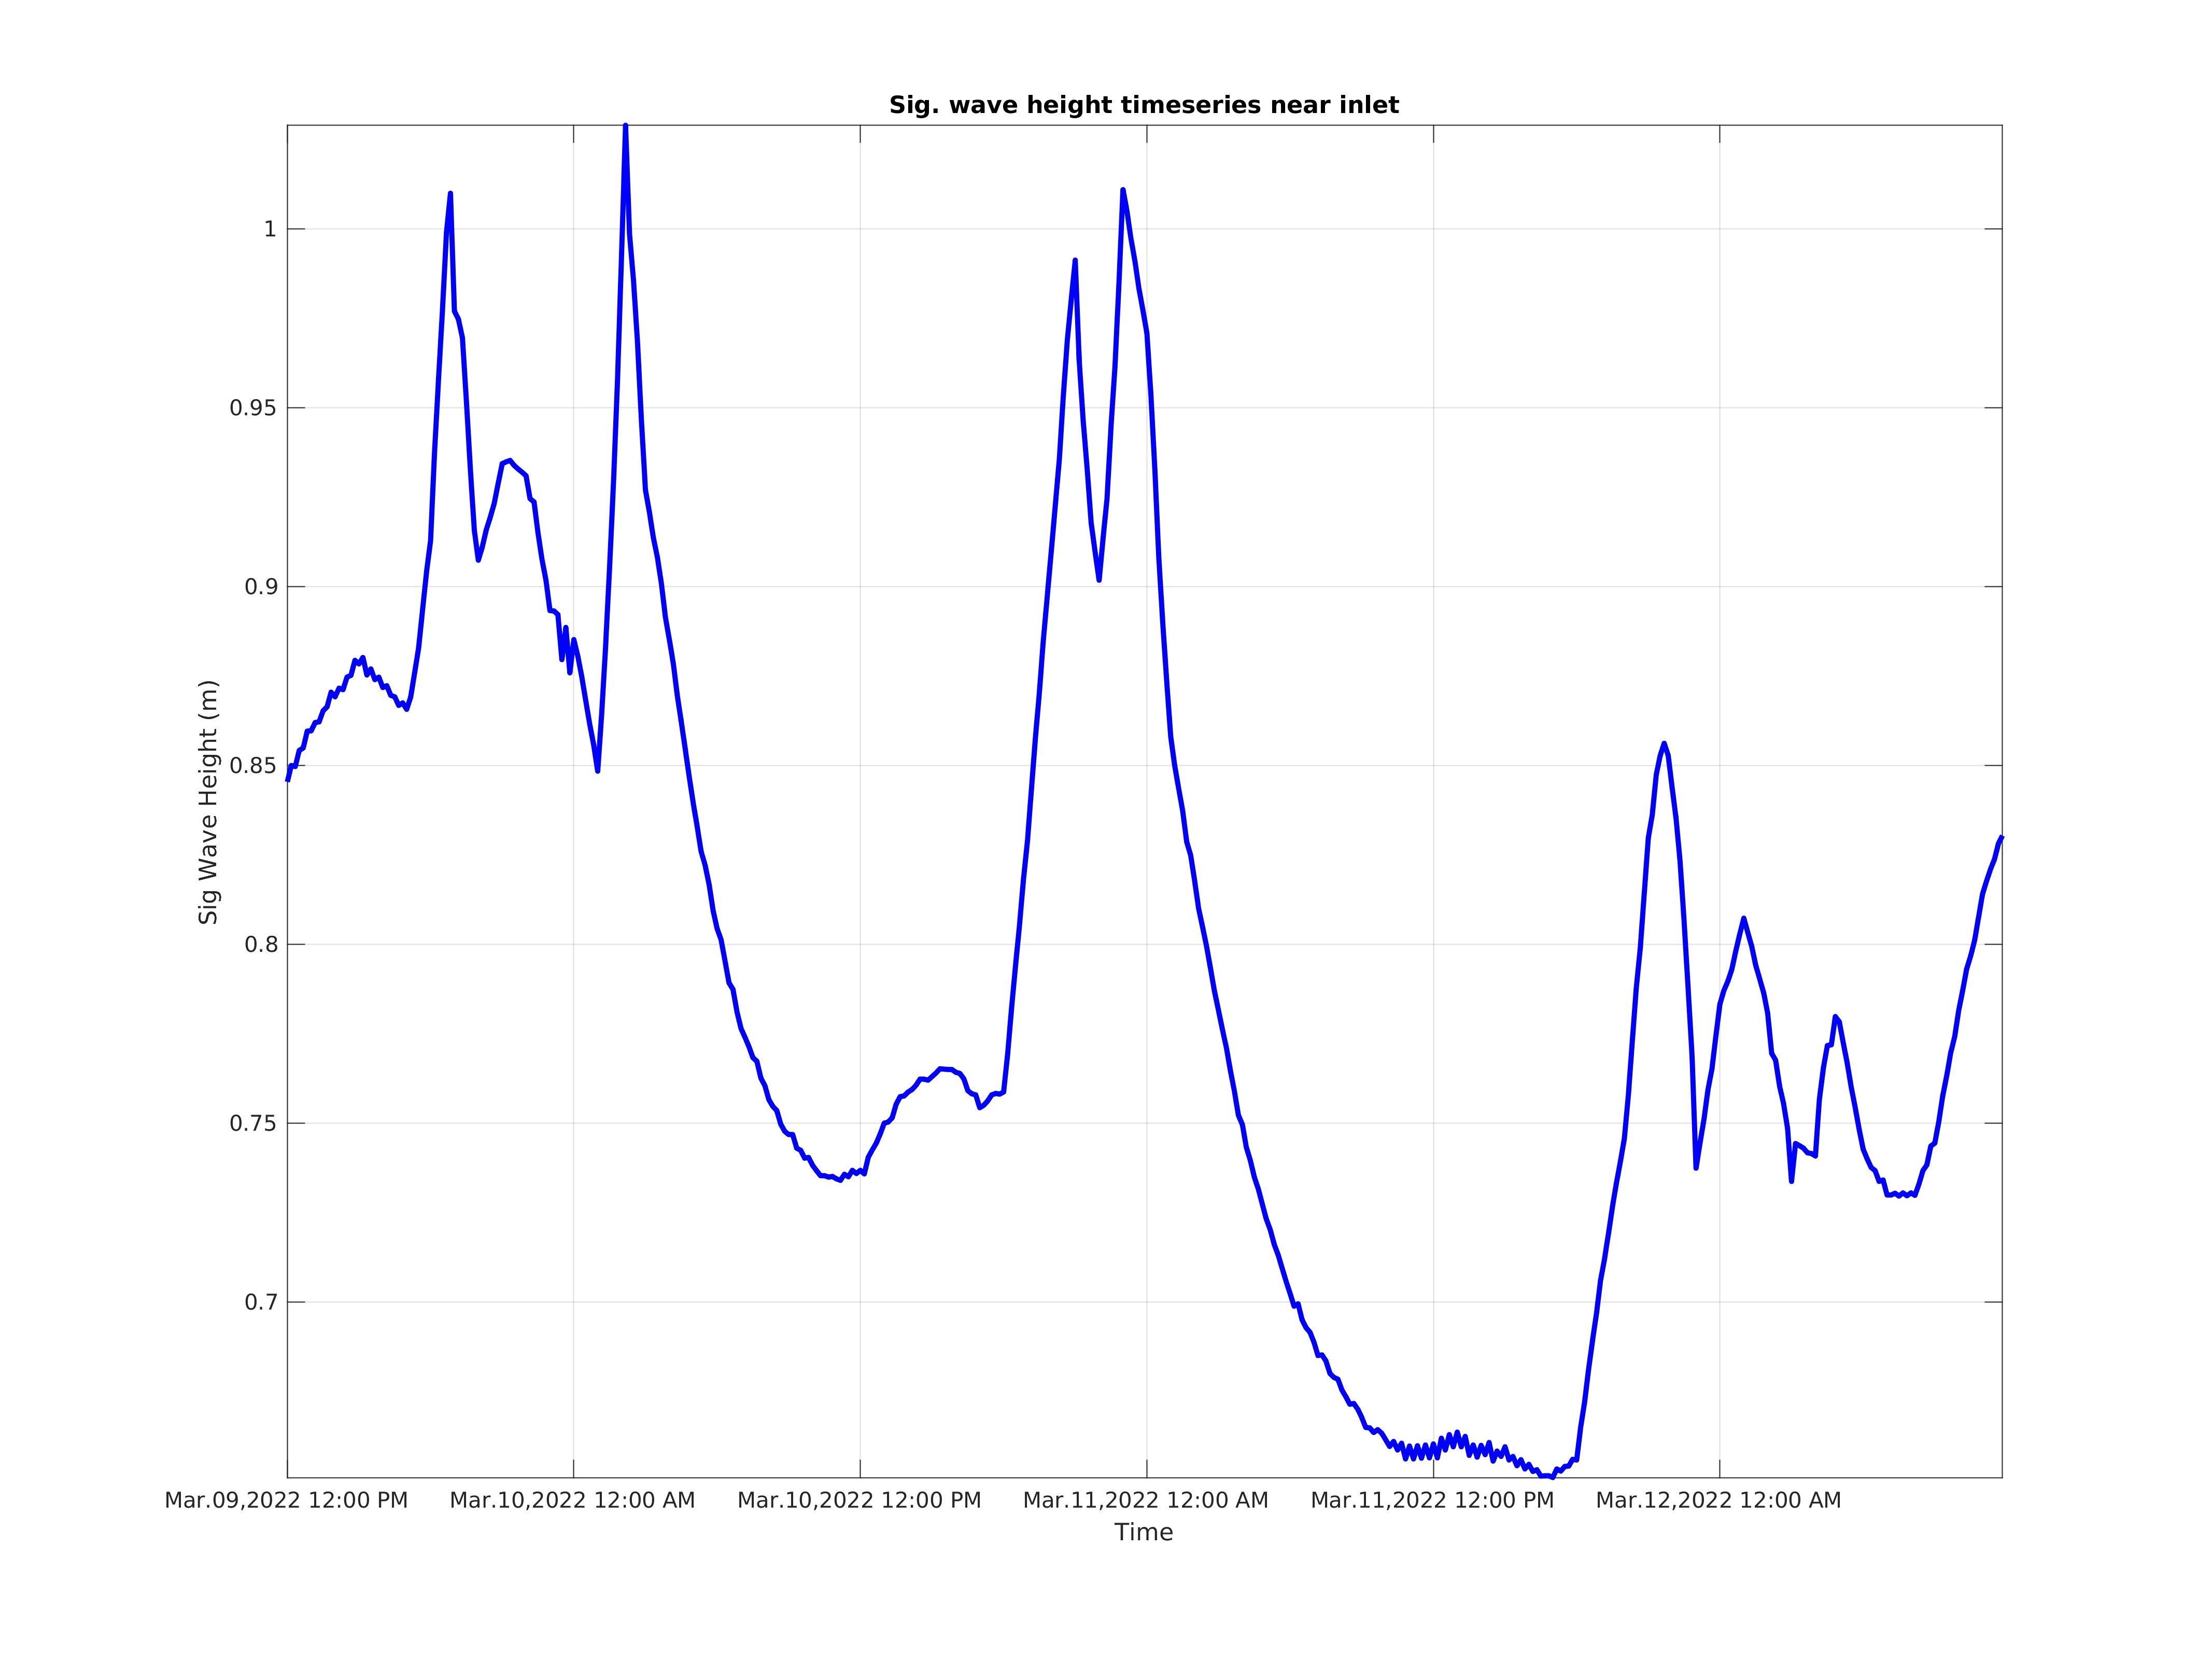 Sig. wave height timeseries near inlet
1
0.95
0.9
0.85
0.8
0.75
0.7
Sig Wave Height (m)
Mar.09,2022 12:00 PM Mar.10,2022 12:00 AM Mar.10,2022 12:00 PM Mar.11,2022 12:00 AM Mar.11,2022 12:00 PM Mar.12,2022 12:00 AM
Time